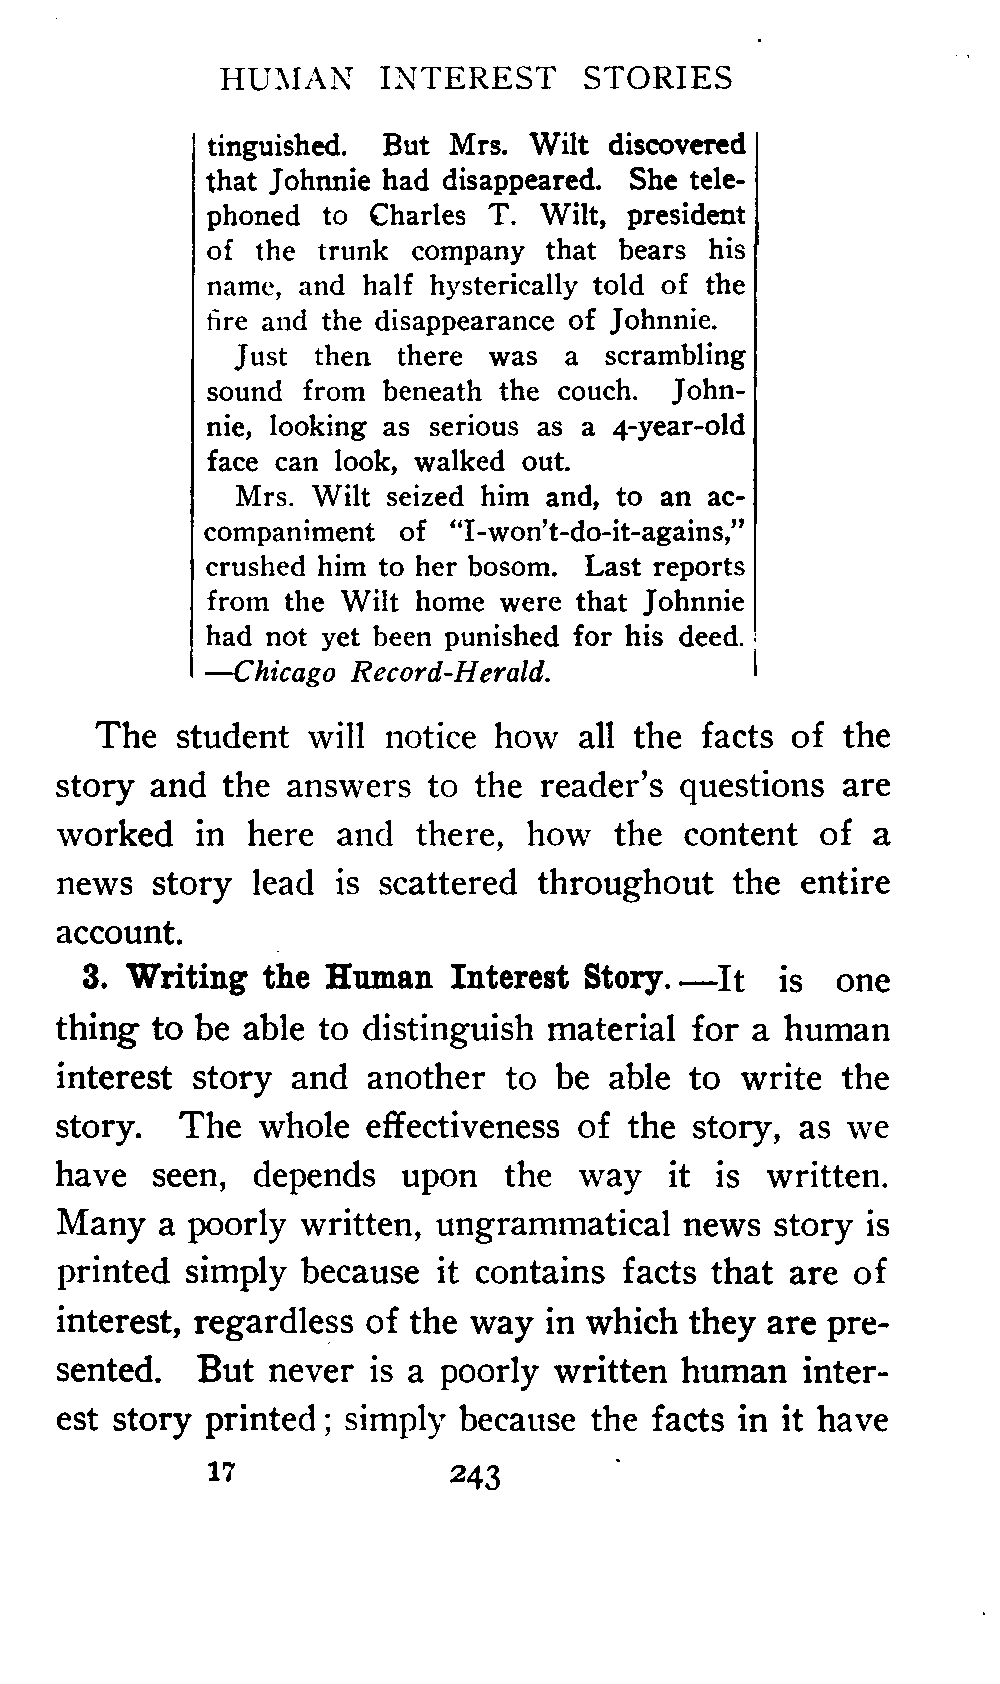 HUMAN INTEREST STORIES
tinguished. But Mrs. Wilt discovered
that Johnnie had disappeared. She tele-
phoned to Charles T. Wilt, president
of the trunk company that bears his
name, and half hysterically told of the
fire and the disappearance of Johnnie.
Just then there was a scrambling
sound from beneath the couch. John-
nie, looking as serious as a 4-year-old
face can look, walked out.
Mrs. Wilt seized him and, to an ac-
companiment of “I-won’t-do-it-agains,”
crushed him to her bosom. Last reports
from the Wilt home were that Johnnie
had not yet been punished for his deed.
—Chicago Record-Herald.
The student will notice how all the facts of the
story and the answers to the reader’s questions are
worked in here and there, how the content of a
news story lead is scattered throughout the entire
account.
3. Writing the Human Interest Story.—It is one
thing to be able to distinguish material for a human
interest story and another to be able to write the
story. The whole effectiveness of the story, as we
have seen, depends upon the way it is written.
Many a poorly written, ungrammatical news story is
printed simply because it contains facts that are of
interest, regardless of the way in which they are pre-
sented. But never is a poorly written human inter-
est story printed; simply because the facts in it have
17 243